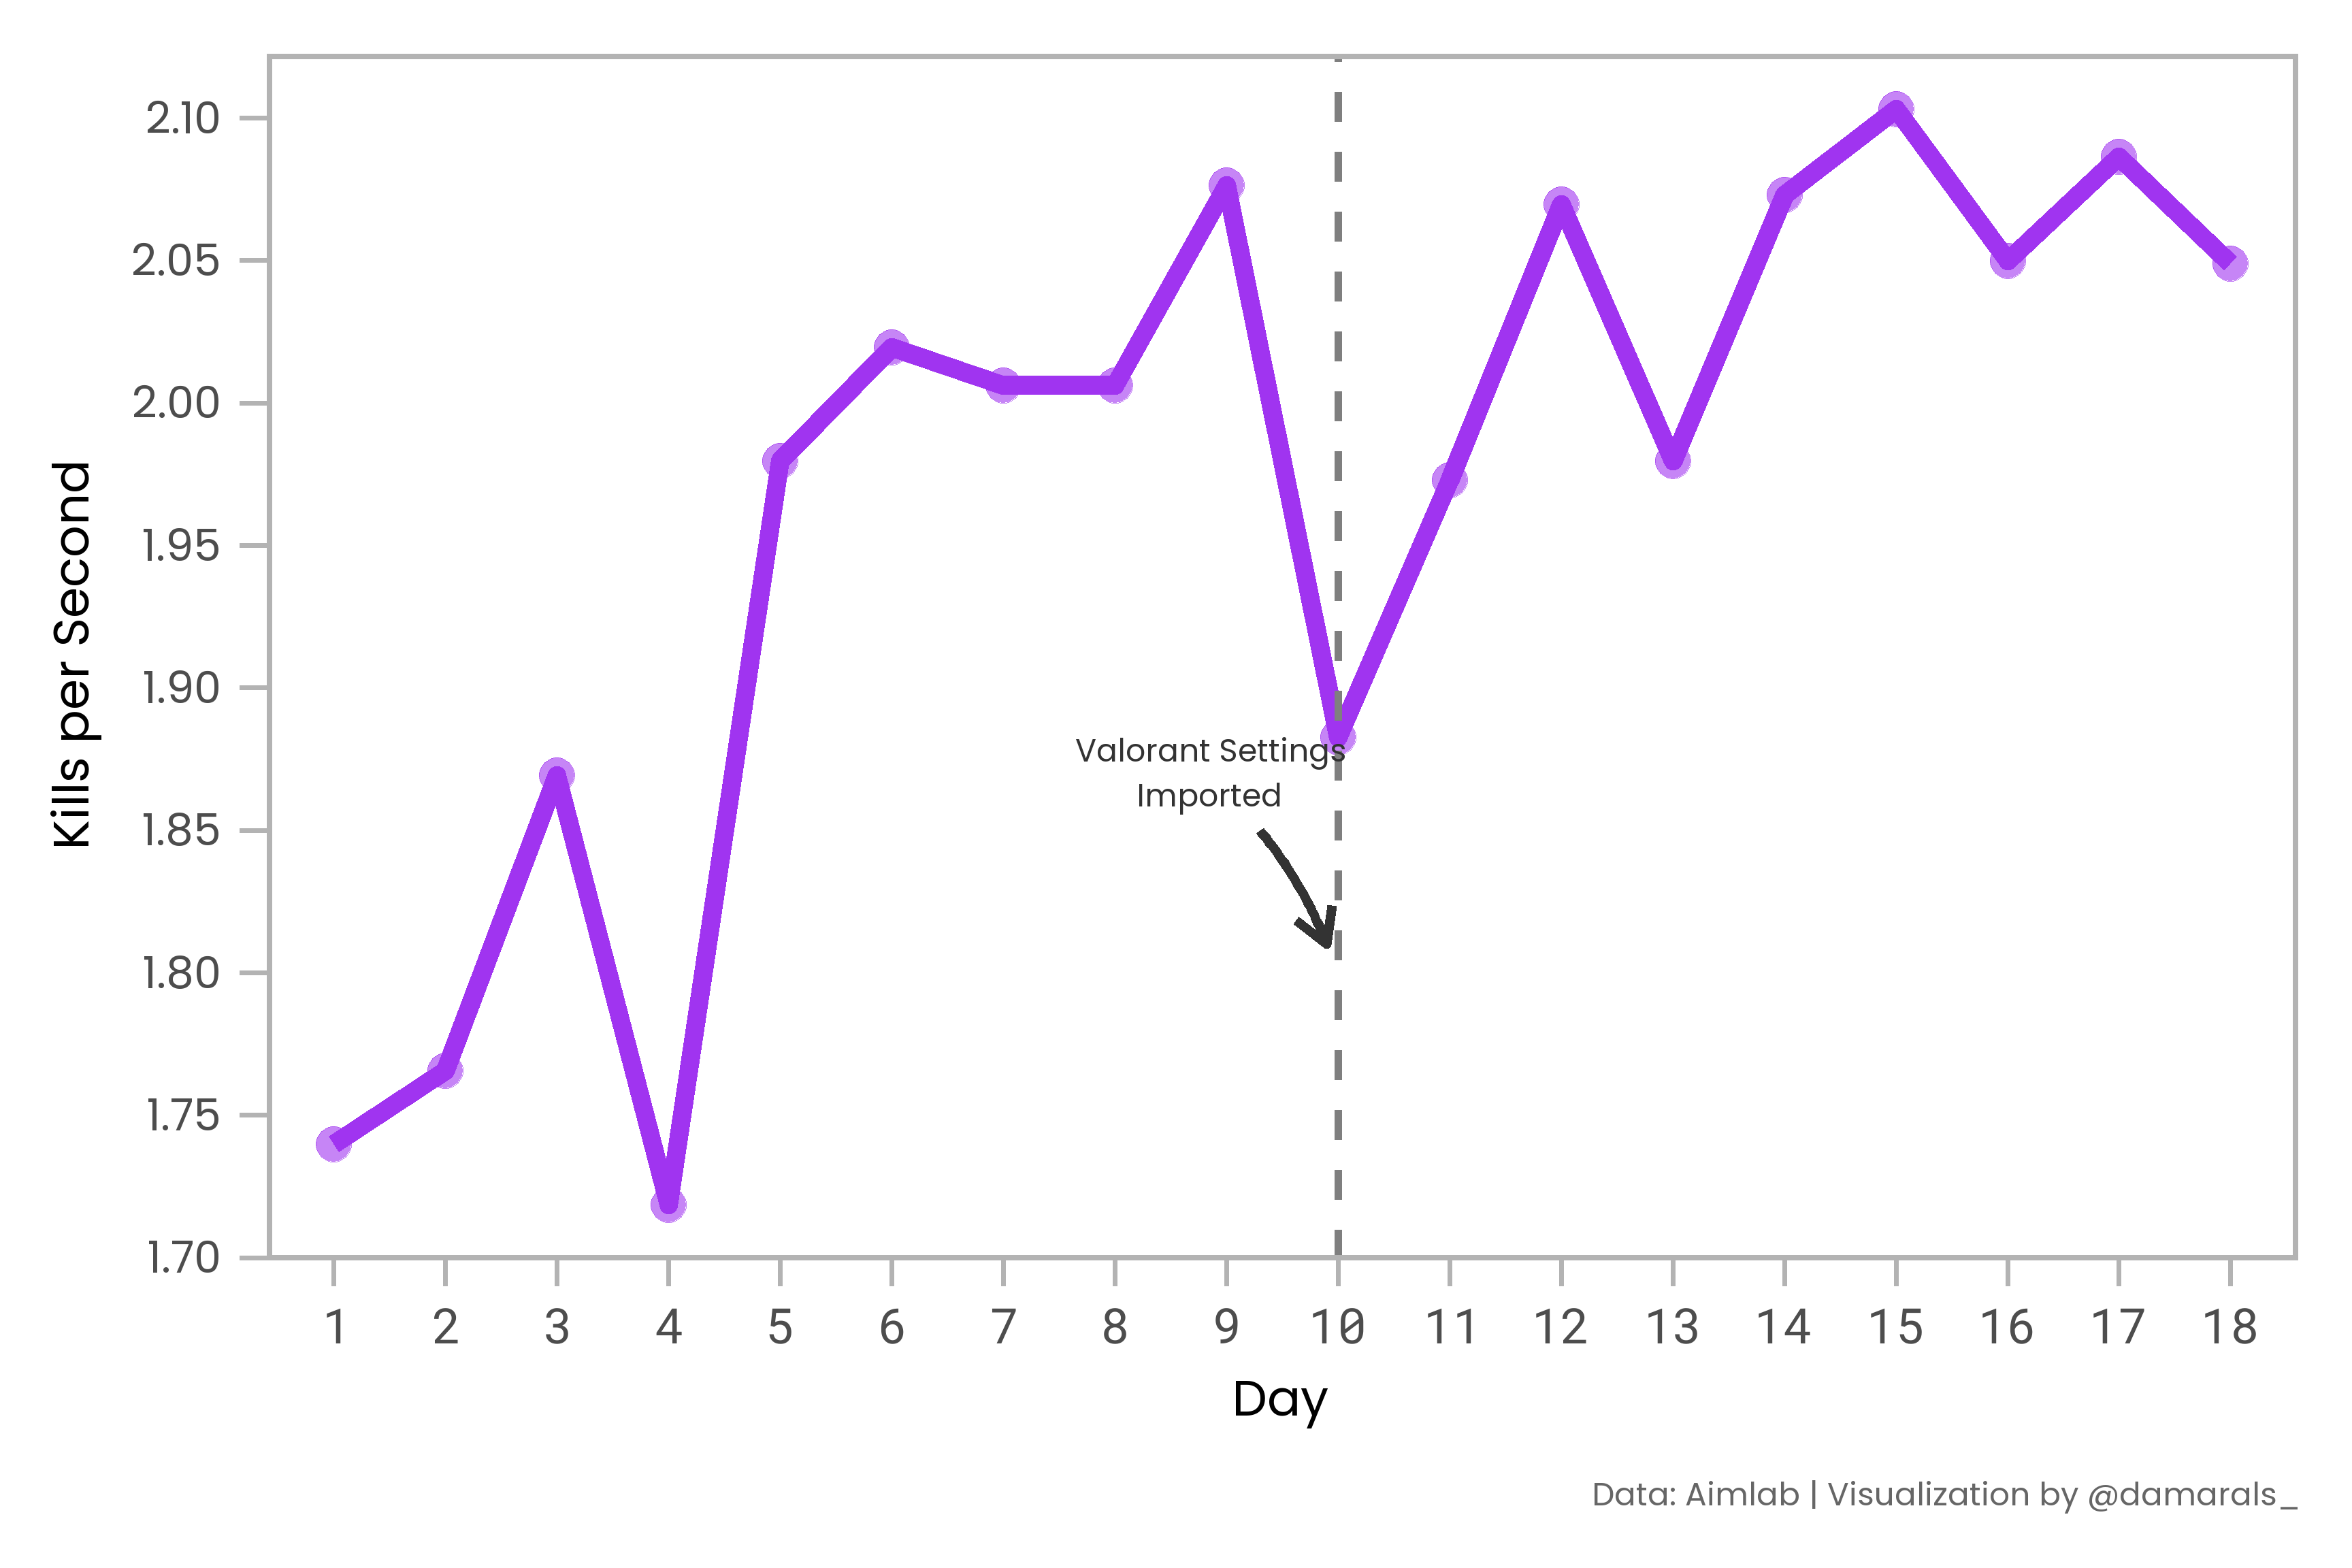 2.10
2.05
2.00
1.95
1.90
1.85
1.80
1.75
1.70
Kills per Second
Valorant Settings
Imported
1 2 3 4 5 6 7 8 9 10 11 12 13 14 15 16 17 18
Day
Data: Aimlab | Visualization by @damarals_